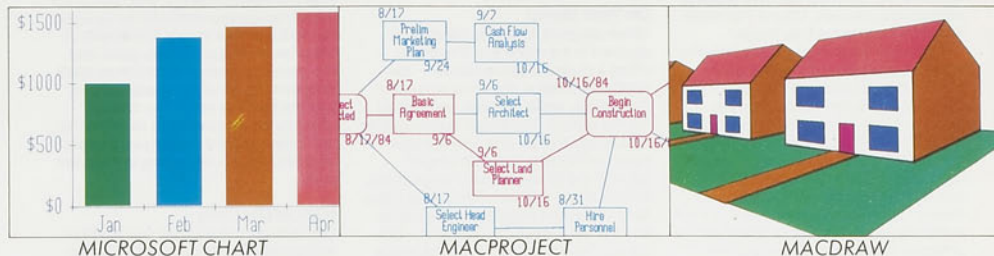 $1500
$1000
$500
$0
Jan Feb Mar Apr
MICROSOFT CHART
8/17
Prelim
Marketing
Plan
9/24
9/7
Cash Flow
Analysis
10/16
8/17
Basic
Agreement
9/6
9/6
Select
Architect
10/16
10/16/84
Begin
Construction
8/17/84
9/6
Select Land
Planner
10/16
8/17
Select Head
Engineer
8/31
Hire
Personnel
MACPROJECT
MACDRAW